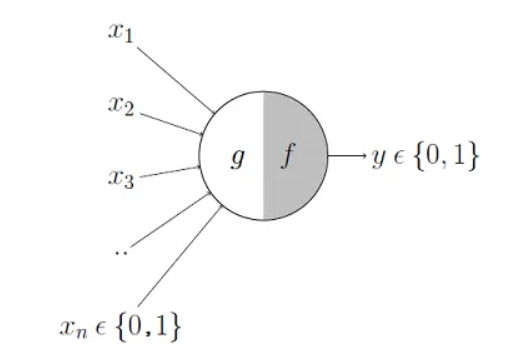 x₁
x₂
x₃
..
xₙ ϵ {0,1}
g f
y ϵ {0,1}